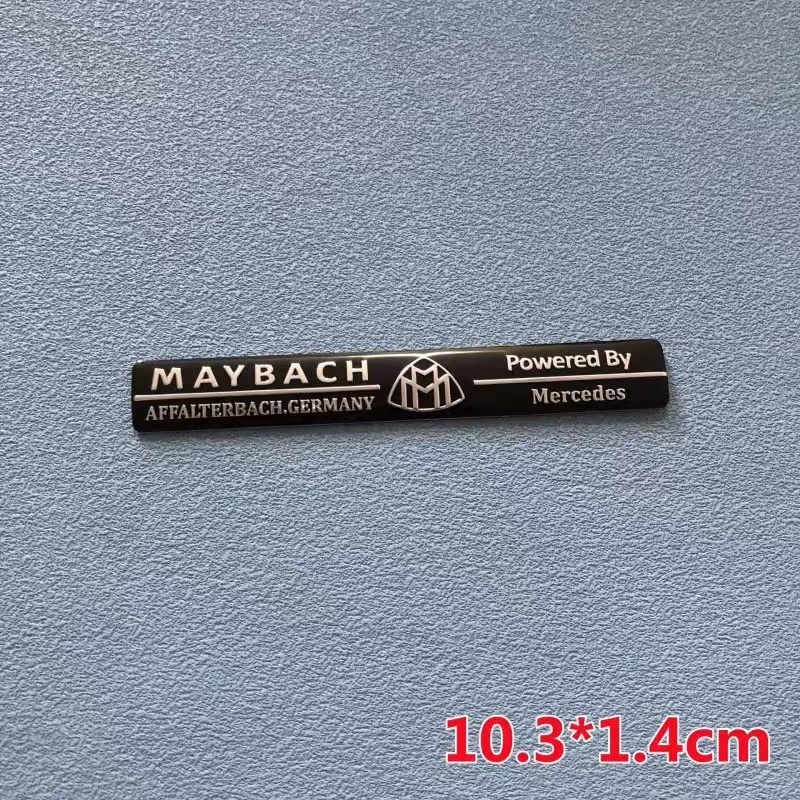 MAYBACH
AFFALTERBACH.GERMANY
Powered By
Mercedes
10.3*1.4cm